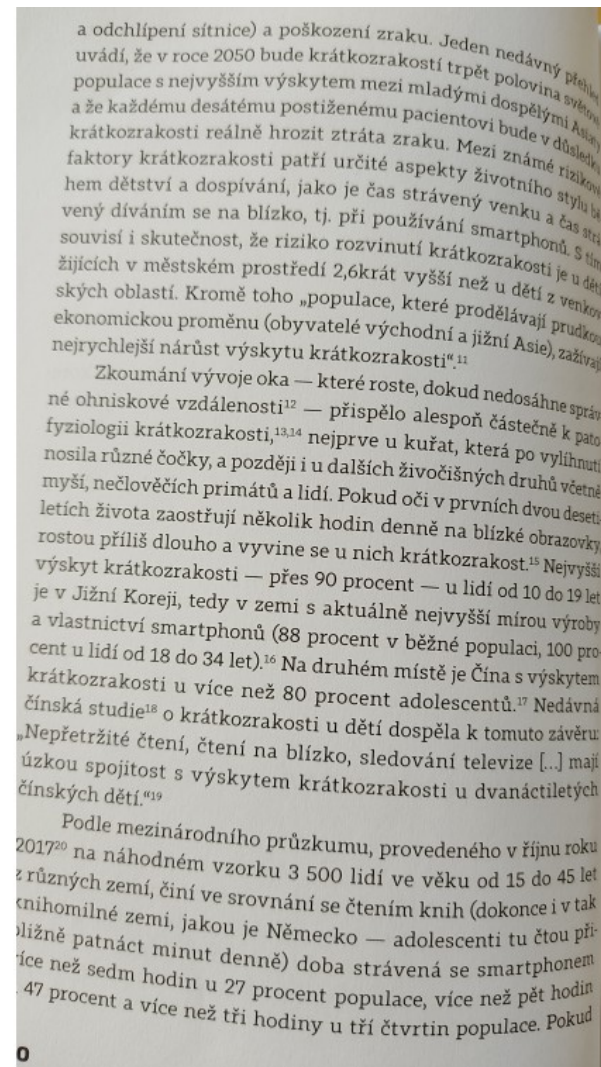 a odchlípení sítnice) a poškození zraku. Jeden nedávný přehled
uvádí, že v roce 2050 bude krátkozrakostí trpět polovina světové
populace s nejvyšším výskytem mezi mladými dospělými Asiaty
a že každému desátému postiženému pacientovi bude v důsledku
krátkozrakosti reálně hrozit ztráta zraku. Mezi známé rizikové
faktory krátkozrakosti patří určité aspekty životního stylu bě
hem dětství a dospívání, jako je čas strávený venku a čas strá
vený díváním se na blízko, tj. při používání smartphonů. S tím
souvisí i skutečnost, že riziko rozvinutí krátkozrakosti je u dětí
žijících v městském prostředí 2,6krát vyšší než u dětí z venkov
ských oblastí. Kromě toho „populace, které prodělávají prudkou
ekonomickou proměnu (obyvatelé východní a jižní Asie), zažívají
nejrychlejší nárůst výskytu krátkozrakosti“.¹¹
Zkoumání vývoje oka — které roste, dokud nedosáhne správ
né ohniskové vzdálenosti¹² — přispělo alespoň částečně k pato
fyziologii krátkozrakosti,¹³,¹⁴ nejprve u kuřat, která po vylíhnutí
nosila různé čočky, a později i u dalších živočišných druhů včetně
myší, nečlověčích primátů a lidí. Pokud oči v prvních dvou deseti
letích života zaostřují několik hodin denně na blízké obrazovky,
rostou příliš dlouho a vyvine se u nich krátkozrakost.¹⁵ Nejvyšší
výskyt krátkozrakosti — přes 90 procent — u lidí od 10 do 19 let
je v Jižní Koreji, tedy v zemi s aktuálně nejvyšší mírou výroby
a vlastnictví smartphonů (88 procent v běžné populaci, 100 pro
cent u lidí od 18 do 34 let).¹⁶ Na druhém místě je Čína s výskytem
krátkozrakosti u více než 80 procent adolescentů.¹⁷ Nedávná
čínská studie¹⁸ o krátkozrakosti u dětí dospěla k tomuto závěru:
„Nepřetržité čtení, čtení na blízko, sledování televize [...] mají
úzkou spojitost s výskytem krátkozrakosti u dvanáctiletých
čínských dětí.“¹⁹
Podle mezinárodního průzkumu, provedeného v říjnu roku
2017²⁰ na náhodném vzorku 3 500 lidí ve věku od 15 do 45 let
z různých zemí, činí ve srovnání se čtením knih (dokonce i v tak
knihomilné zemi, jakou je Německo — adolescenti tu čtou při-
bližně patnáct minut denně) doba strávená se smartphonem
více než sedm hodin u 27 procent populace, více než pět hodin
47 procent a více než tři hodiny u tří čtvrtin populace. Pokud
0